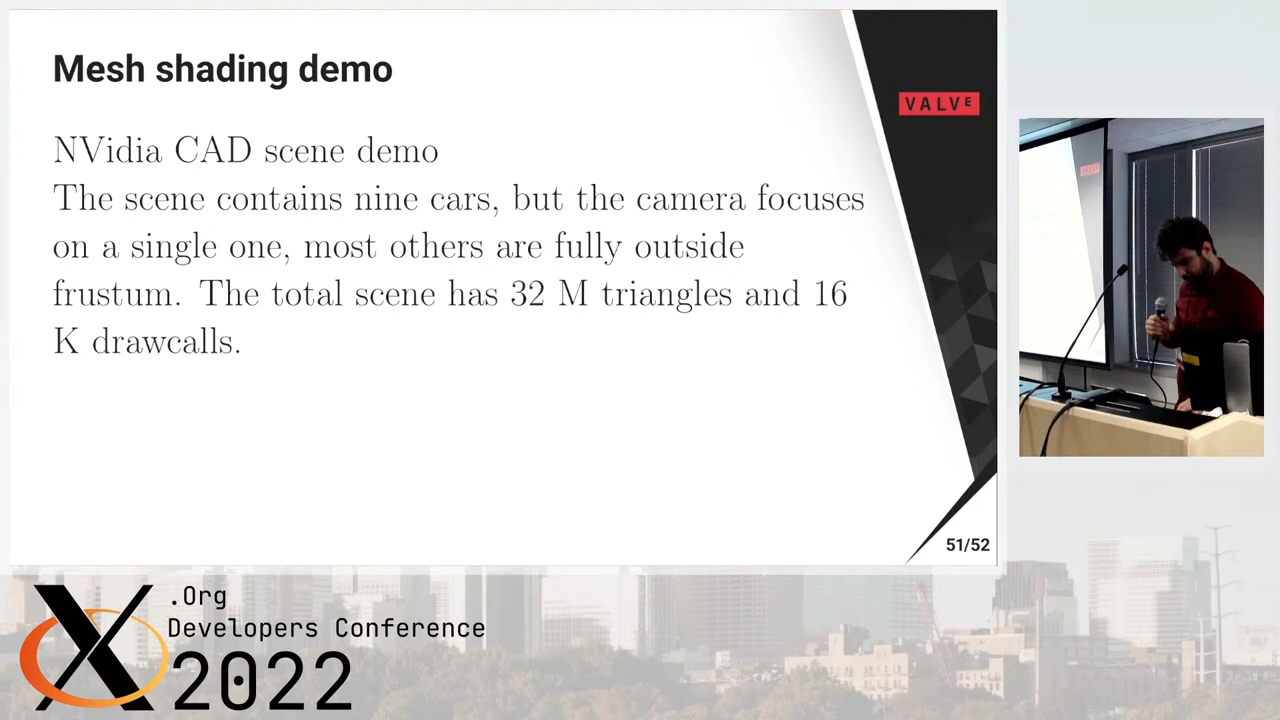 Mesh shading demo
VALVE
NVidia CAD scene demo
The scene contains nine cars, but the camera focuses
on a single one, most others are fully outside
frustum. The total scene has 32 M triangles and 16
K drawcalls.
51/52
.Org
Developers Conference
2022